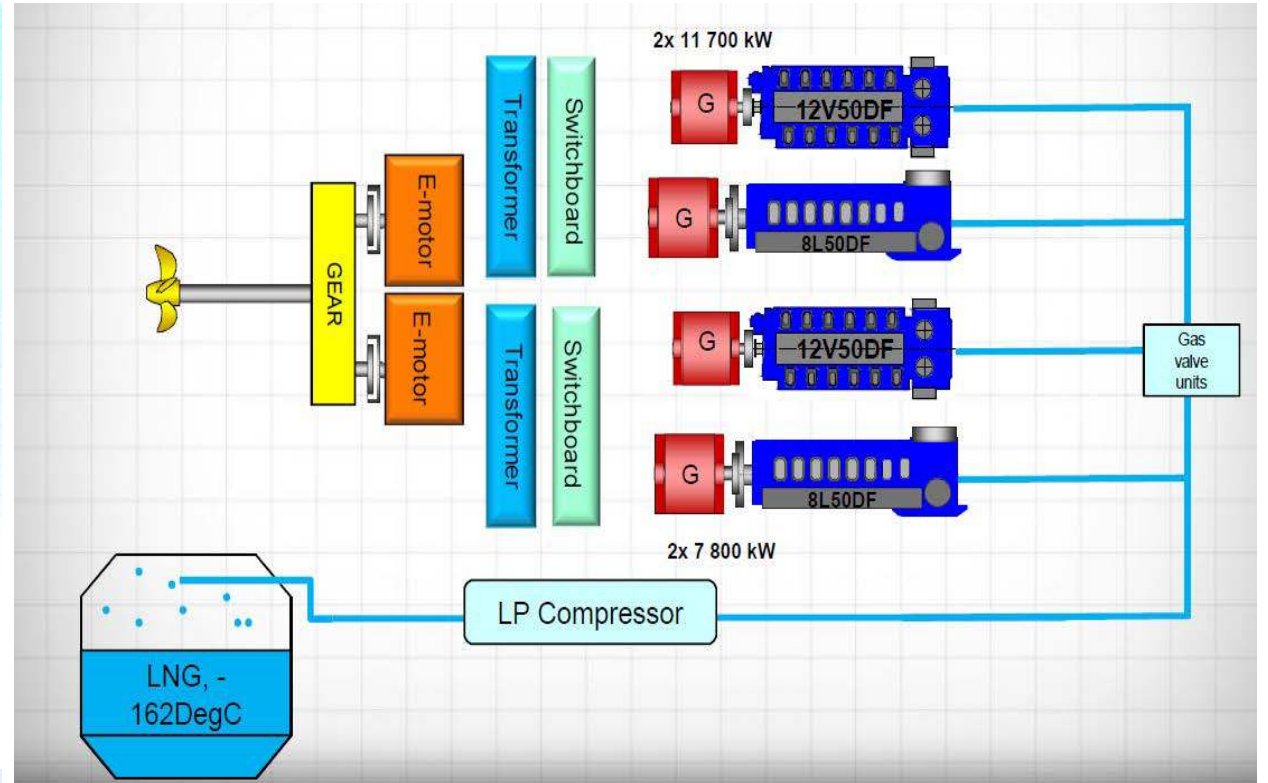 2x 11 700 kW
Transformer
Switchboard
G
12V50DF
E-motor
G
8L50DF
GEAR
E-motor
Transformer
Switchboard
G
12V50DF
Gas
valve
units
G
8L50DF
2x 7 800 kW
LP Compressor
LNG, -
162DegC